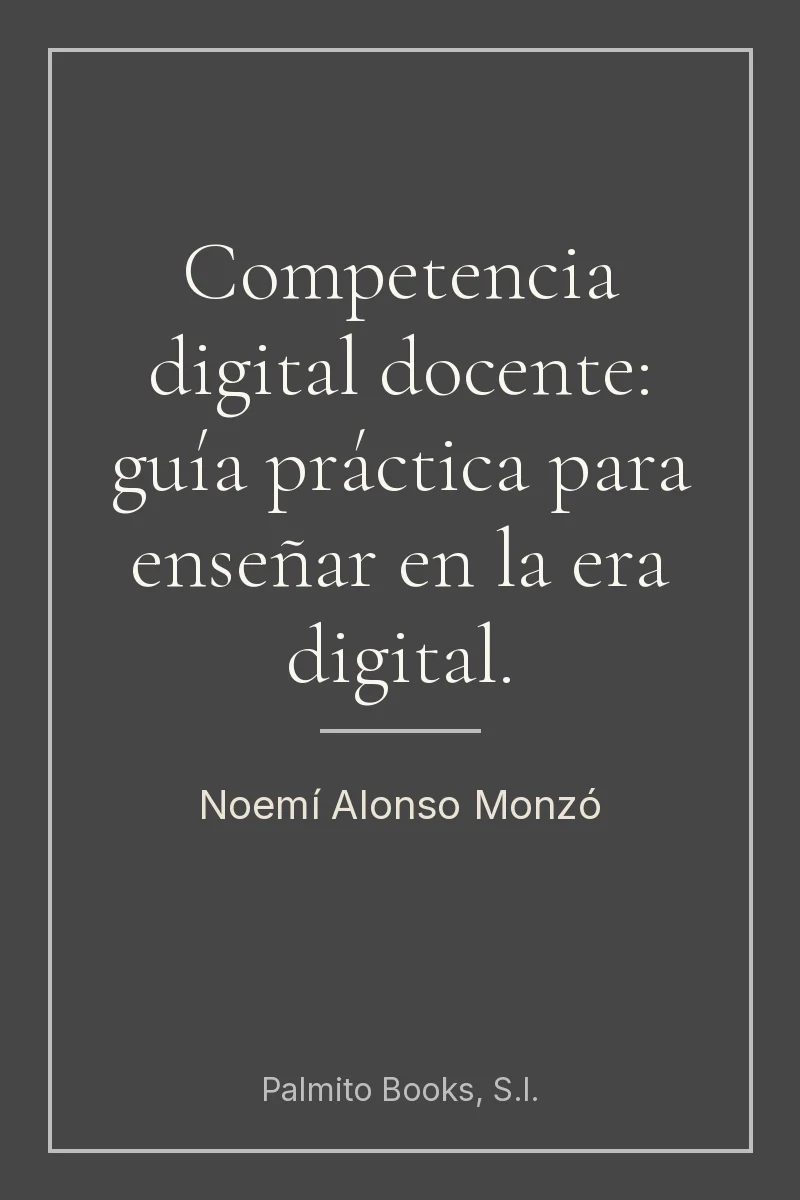 Competencia
digital docente:
guía práctica para
enseñar en la era
digital.
Noemí Alonso Monzó
Palmito Books, S.l.